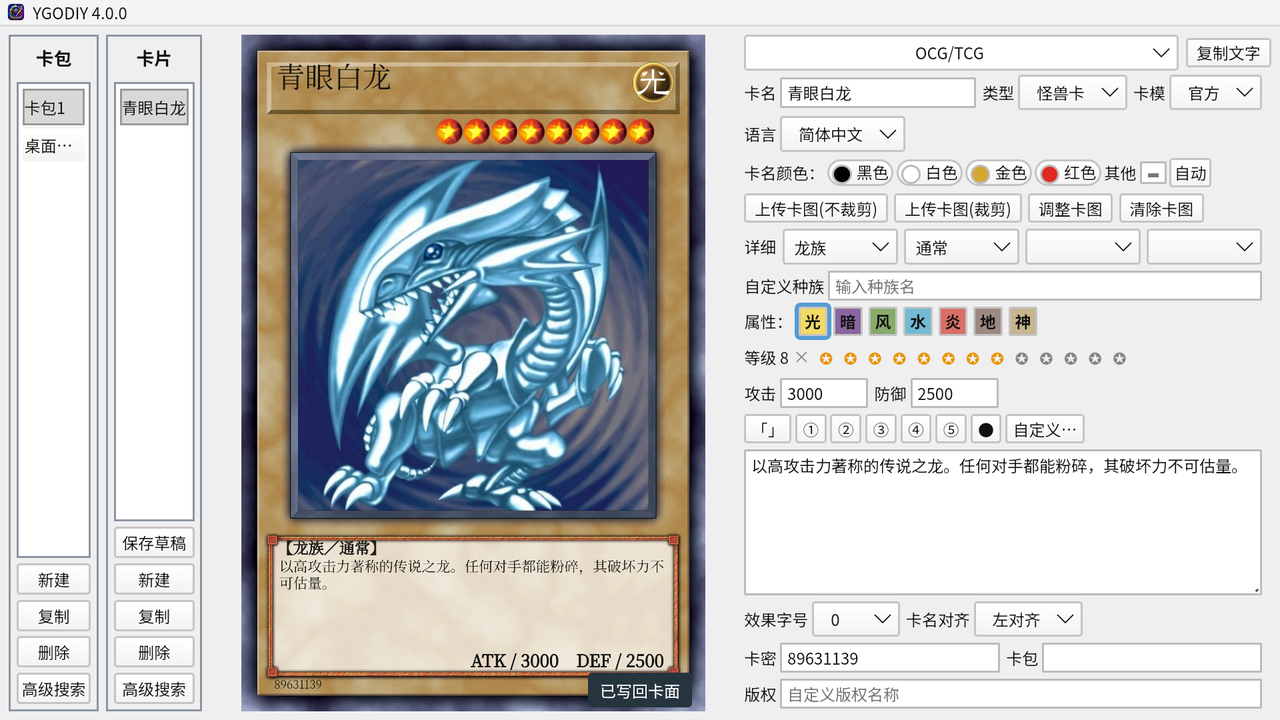 YGODIY 4.0.0
卡包
卡包1
桌面…
新建
复制
删除
高级搜索
卡片
青眼白龙
保存草稿
新建
复制
删除
高级搜索
青眼白龙
光
【龙族／通常】
以高攻击力著称的传说之龙。任何对手都能粉碎，其破坏力不
可估量。
ATK / 3000 DEF / 2500
89631139
已写回卡面
OCG/TCG 复制文字
卡名 青眼白龙 类型 怪兽卡 卡模 官方
语言 简体中文
卡名颜色： 黑色 白色 金色 红色 其他 自动
上传卡图(不裁剪) 上传卡图(裁剪) 调整卡图 清除卡图
详细 龙族 通常
自定义种族 输入种族名
属性： 光 暗 风 水 炎 地 神
等级 8
攻击 3000 防御 2500
「」 ① ② ③ ④ ⑤ ● 自定义…
以高攻击力著称的传说之龙。任何对手都能粉碎，其破坏力不可估量。
效果字号 0 卡名对齐 左对齐
卡密 89631139 卡包
版权 自定义版权名称